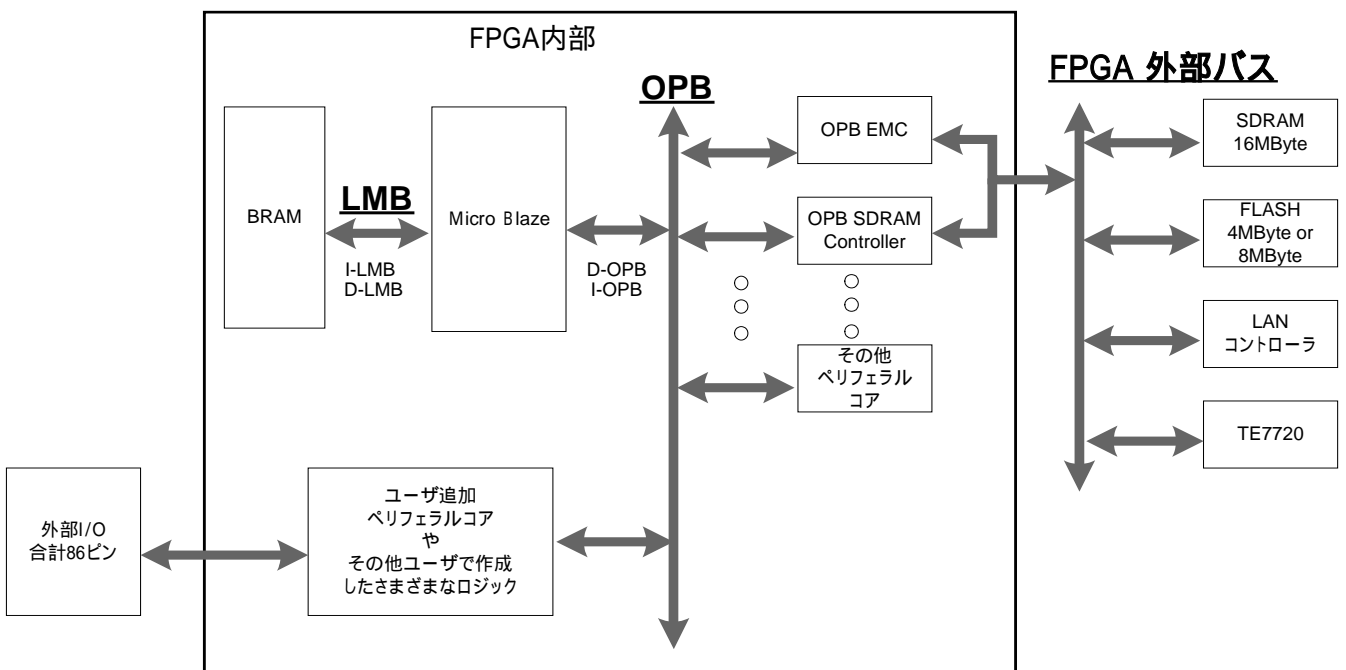 FPGA内部
FPGA 外部バス
OPB
BRAM
LMB
I-LMB
D-LMB
Micro Blaze
D-OPB
I-OPB
OPB EMC
OPB SDRAM
Controller
その他
ペリフェラル
コア
SDRAM
16MByte
FLASH
4MByte or
8MByte
LAN
コントローラ
TE7720
外部I/O
合計86ピン
ユーザ追加
ペリフェラルコア
や
その他ユーザで作成
したさまざまなロジック